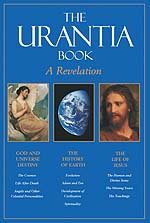 THE
URANTIA
BOOK
A Revelation
GOD AND
UNIVERSE
DESTINY
The Cosmos
Life After Death
Angels and Other
Celestial Personalities
THE
HISTORY
OF EARTH
Evolution
Adam and Eve
Development of
Civilization
Spirituality
THE
LIFE OF
JESUS
The Human and
Divine Jesus
The Missing Years
His Teachings